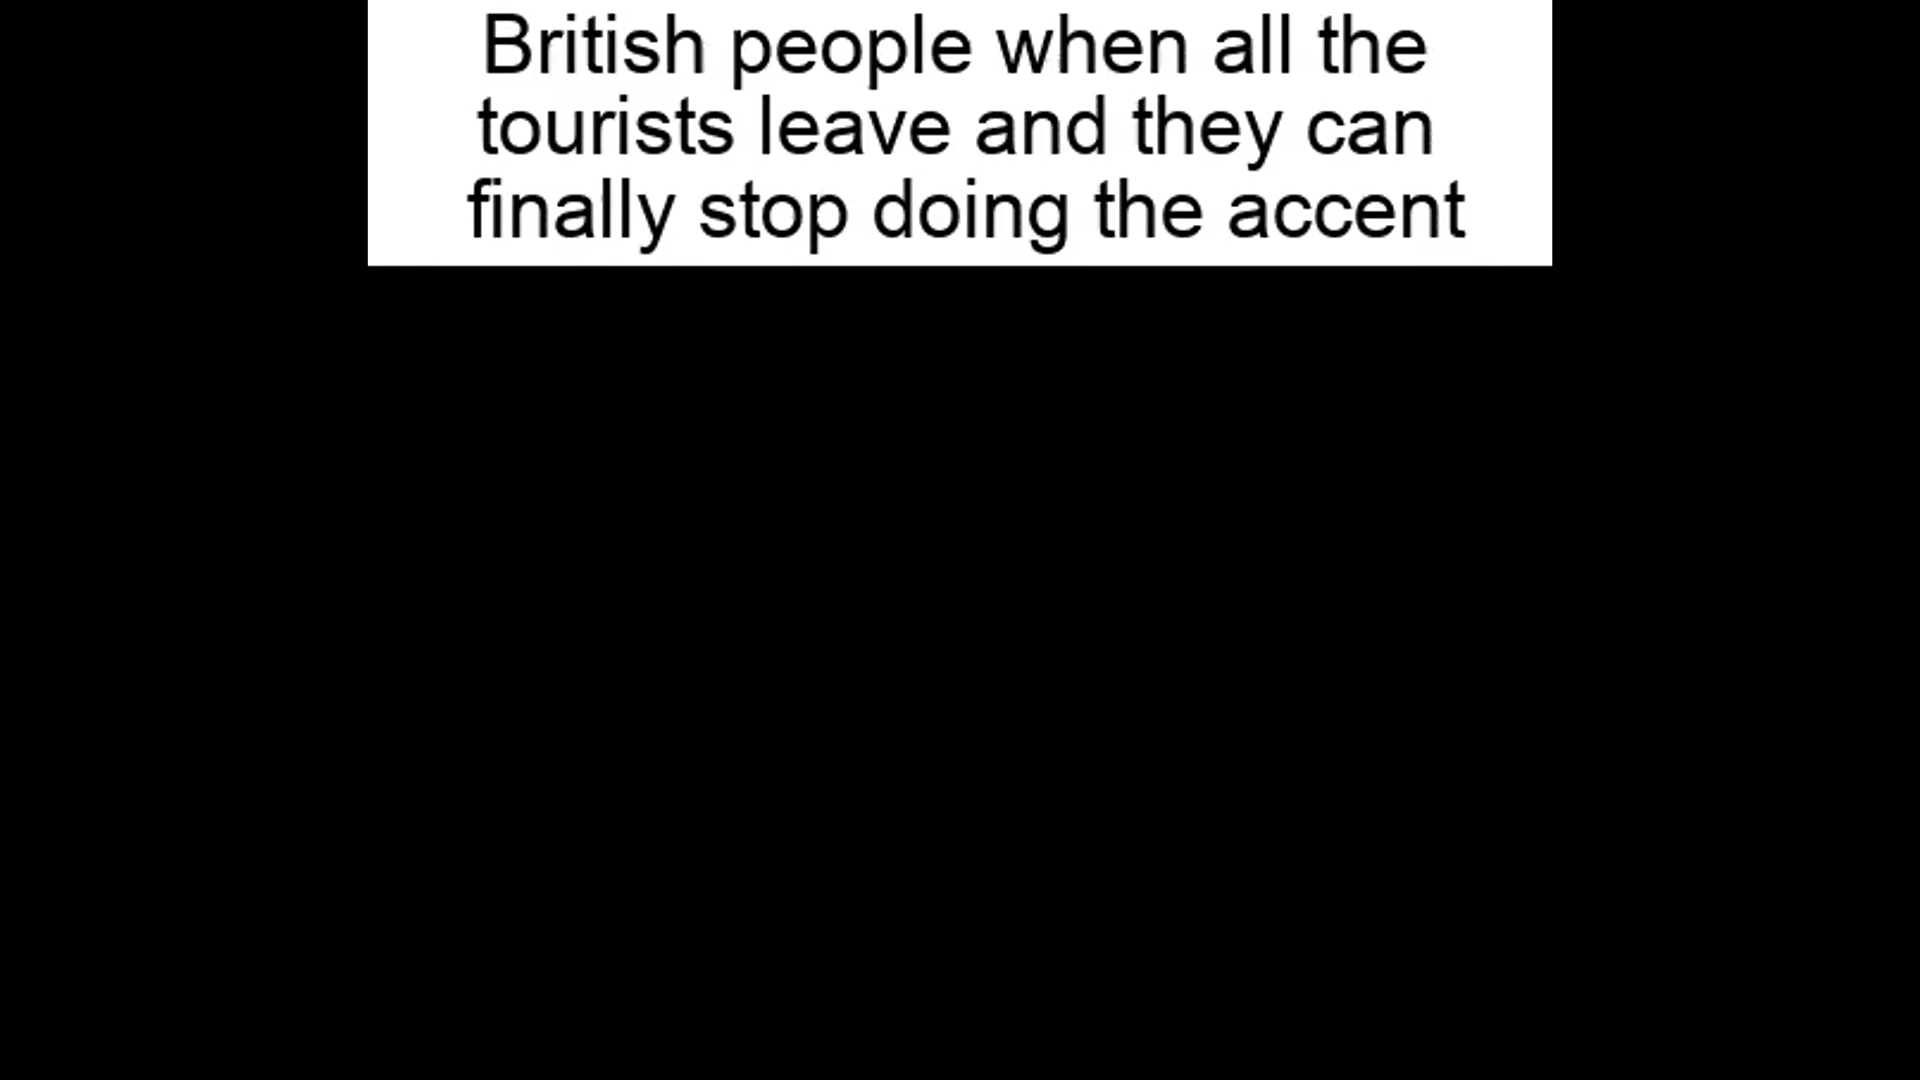 British people when all the
tourists leave and they can
finally stop doing the accent